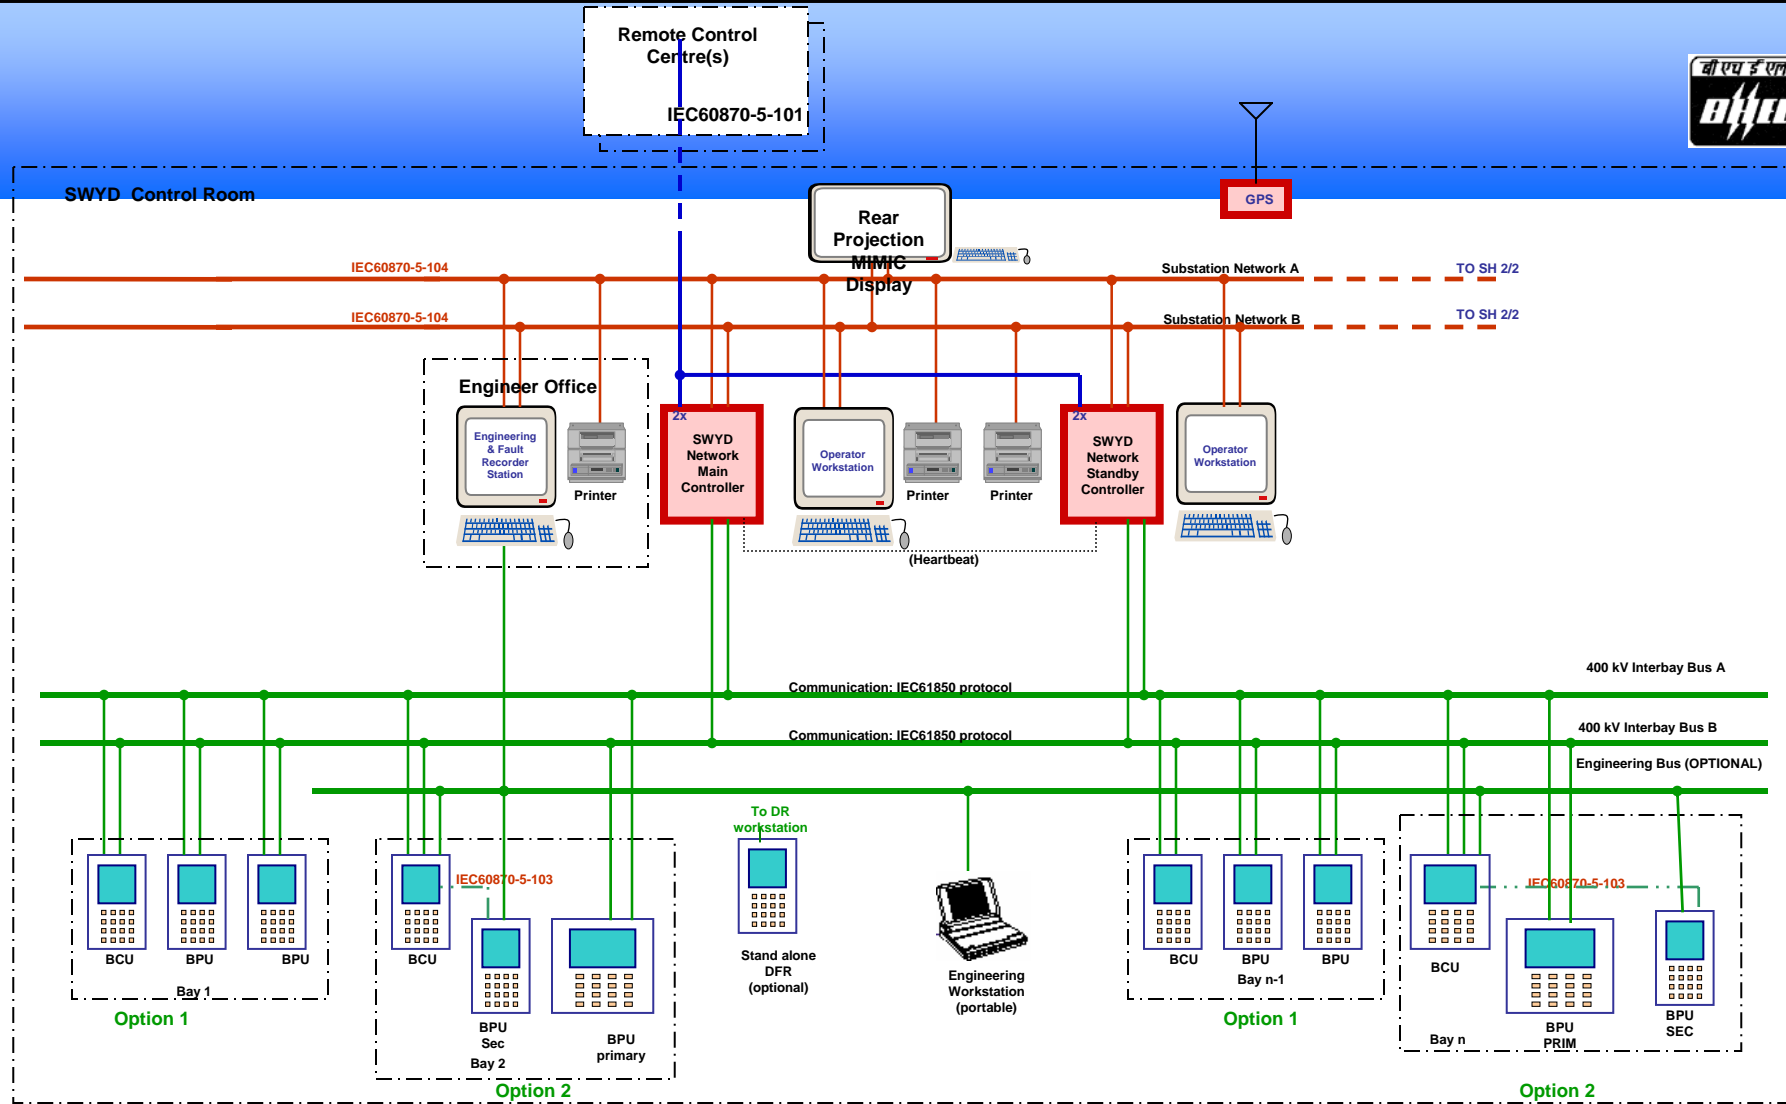 Remote Control
Centre(s)
IEC60870-5-101
बी एच ई एल
SWYD Control Room
GPS
Rear
Projection
MIMIC
Display
IEC60870-5-104
Substation Network A
TO SH 2/2
IEC60870-5-104
Substation Network B
TO SH 2/2
Engineer Office
Engineering
& Fault
Recorder
Station
Printer
2x
SWYD
Network
Main
Controller
Operator
Workstation
Printer
Printer
2x
SWYD
Network
Standby
Controller
Operator
Workstation
(Heartbeat)
400 kV Interbay Bus A
Communication: IEC61850 protocol
400 kV Interbay Bus B
Communication: IEC61850 protocol
Engineering Bus (OPTIONAL)
To DR
workstation
IEC60870-5-103
IEC60870-5-103
BCU
BPU
BPU
Bay 1
Option 1
BCU
BPU
Sec
BPU
primary
Bay 2
Option 2
Stand alone
DFR
(optional)
Engineering
Workstation
(portable)
BCU
BPU
BPU
Bay n-1
Option 1
BCU
BPU
PRIM
BPU
SEC
Bay n
Option 2